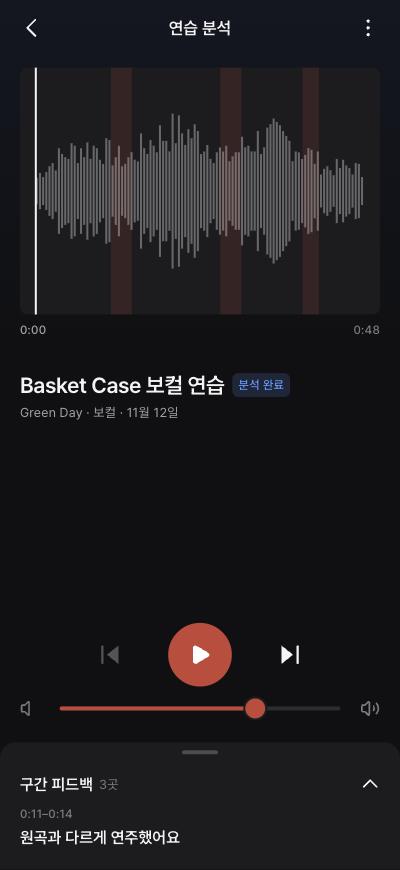 연습 분석
0:00 0:48
Basket Case 보컬 연습 분석 완료
Green Day · 보컬 · 11월 12일
구간 피드백 3곳
0:11–0:14
원곡과 다르게 연주했어요